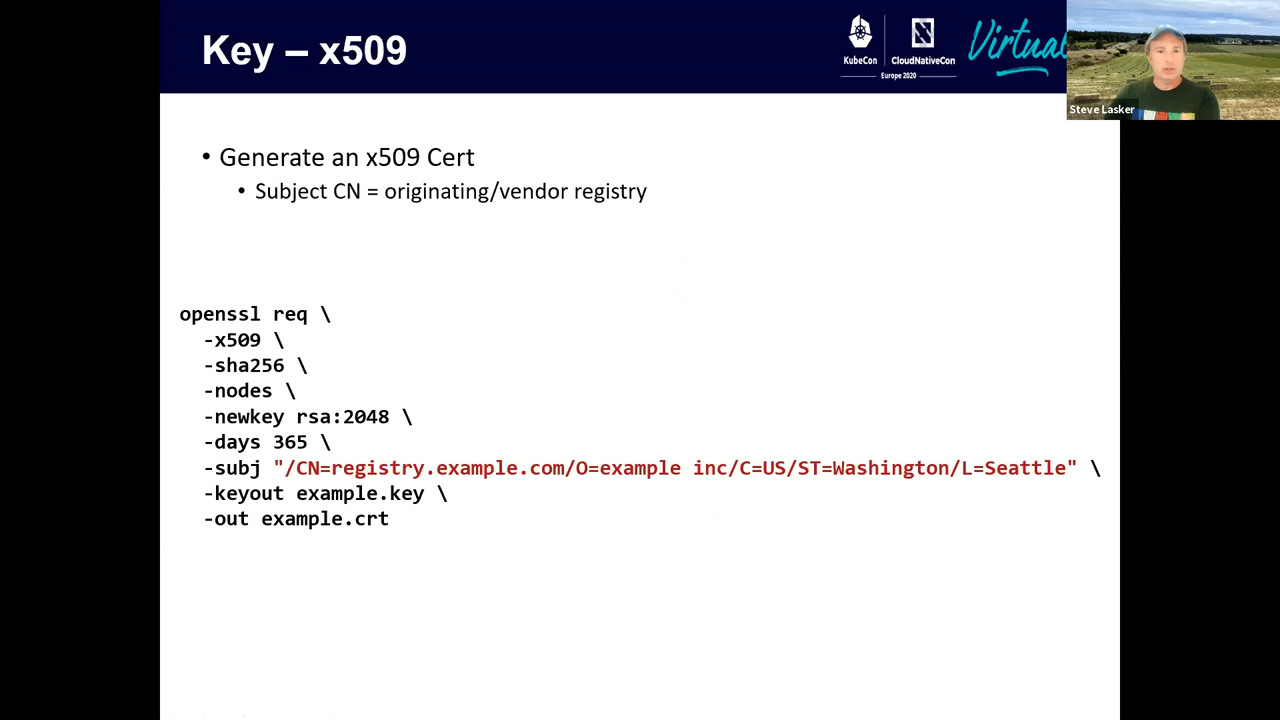 Key – x509
KubeCon
CloudNativeCon
Europe 2020
Virtual
Steve Lasker
• Generate an x509 Cert
• Subject CN = originating/vendor registry
openssl req \
-x509 \
-sha256 \
-nodes \
-newkey rsa:2048 \
-days 365 \
-subj "/CN=registry.example.com/O=example inc/C=US/ST=Washington/L=Seattle" \
-keyout example.key \
-out example.crt